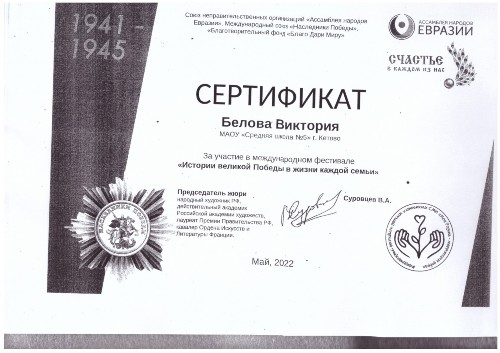 1941 -
1945
Союз неправительственных организаций «Ассамблея народов
Евразии», Международный союз «Наследники Победы»,
«Благотворительный фонд «Благо Дари Миру»
АССАМБЛЕЯ НАРОДОВ
ЕВРАЗИИ
СЧАСТЬЕ
В КАЖДОМ ИЗ НАС
СЕРТИФИКАТ
Белова Виктория
МАОУ «Средняя школа №5» г. Кетово
За участие в международном фестивале
«Истории великой Победы в жизни каждой семьи»
Председатель жюри
народный художник РФ,
действительный академик
Российской академии художеств,
лауреат Премии Правительства РФ,
кавалер Ордена Искусств и
Литературы Франции.
Суровцев В.А.
Май, 2022